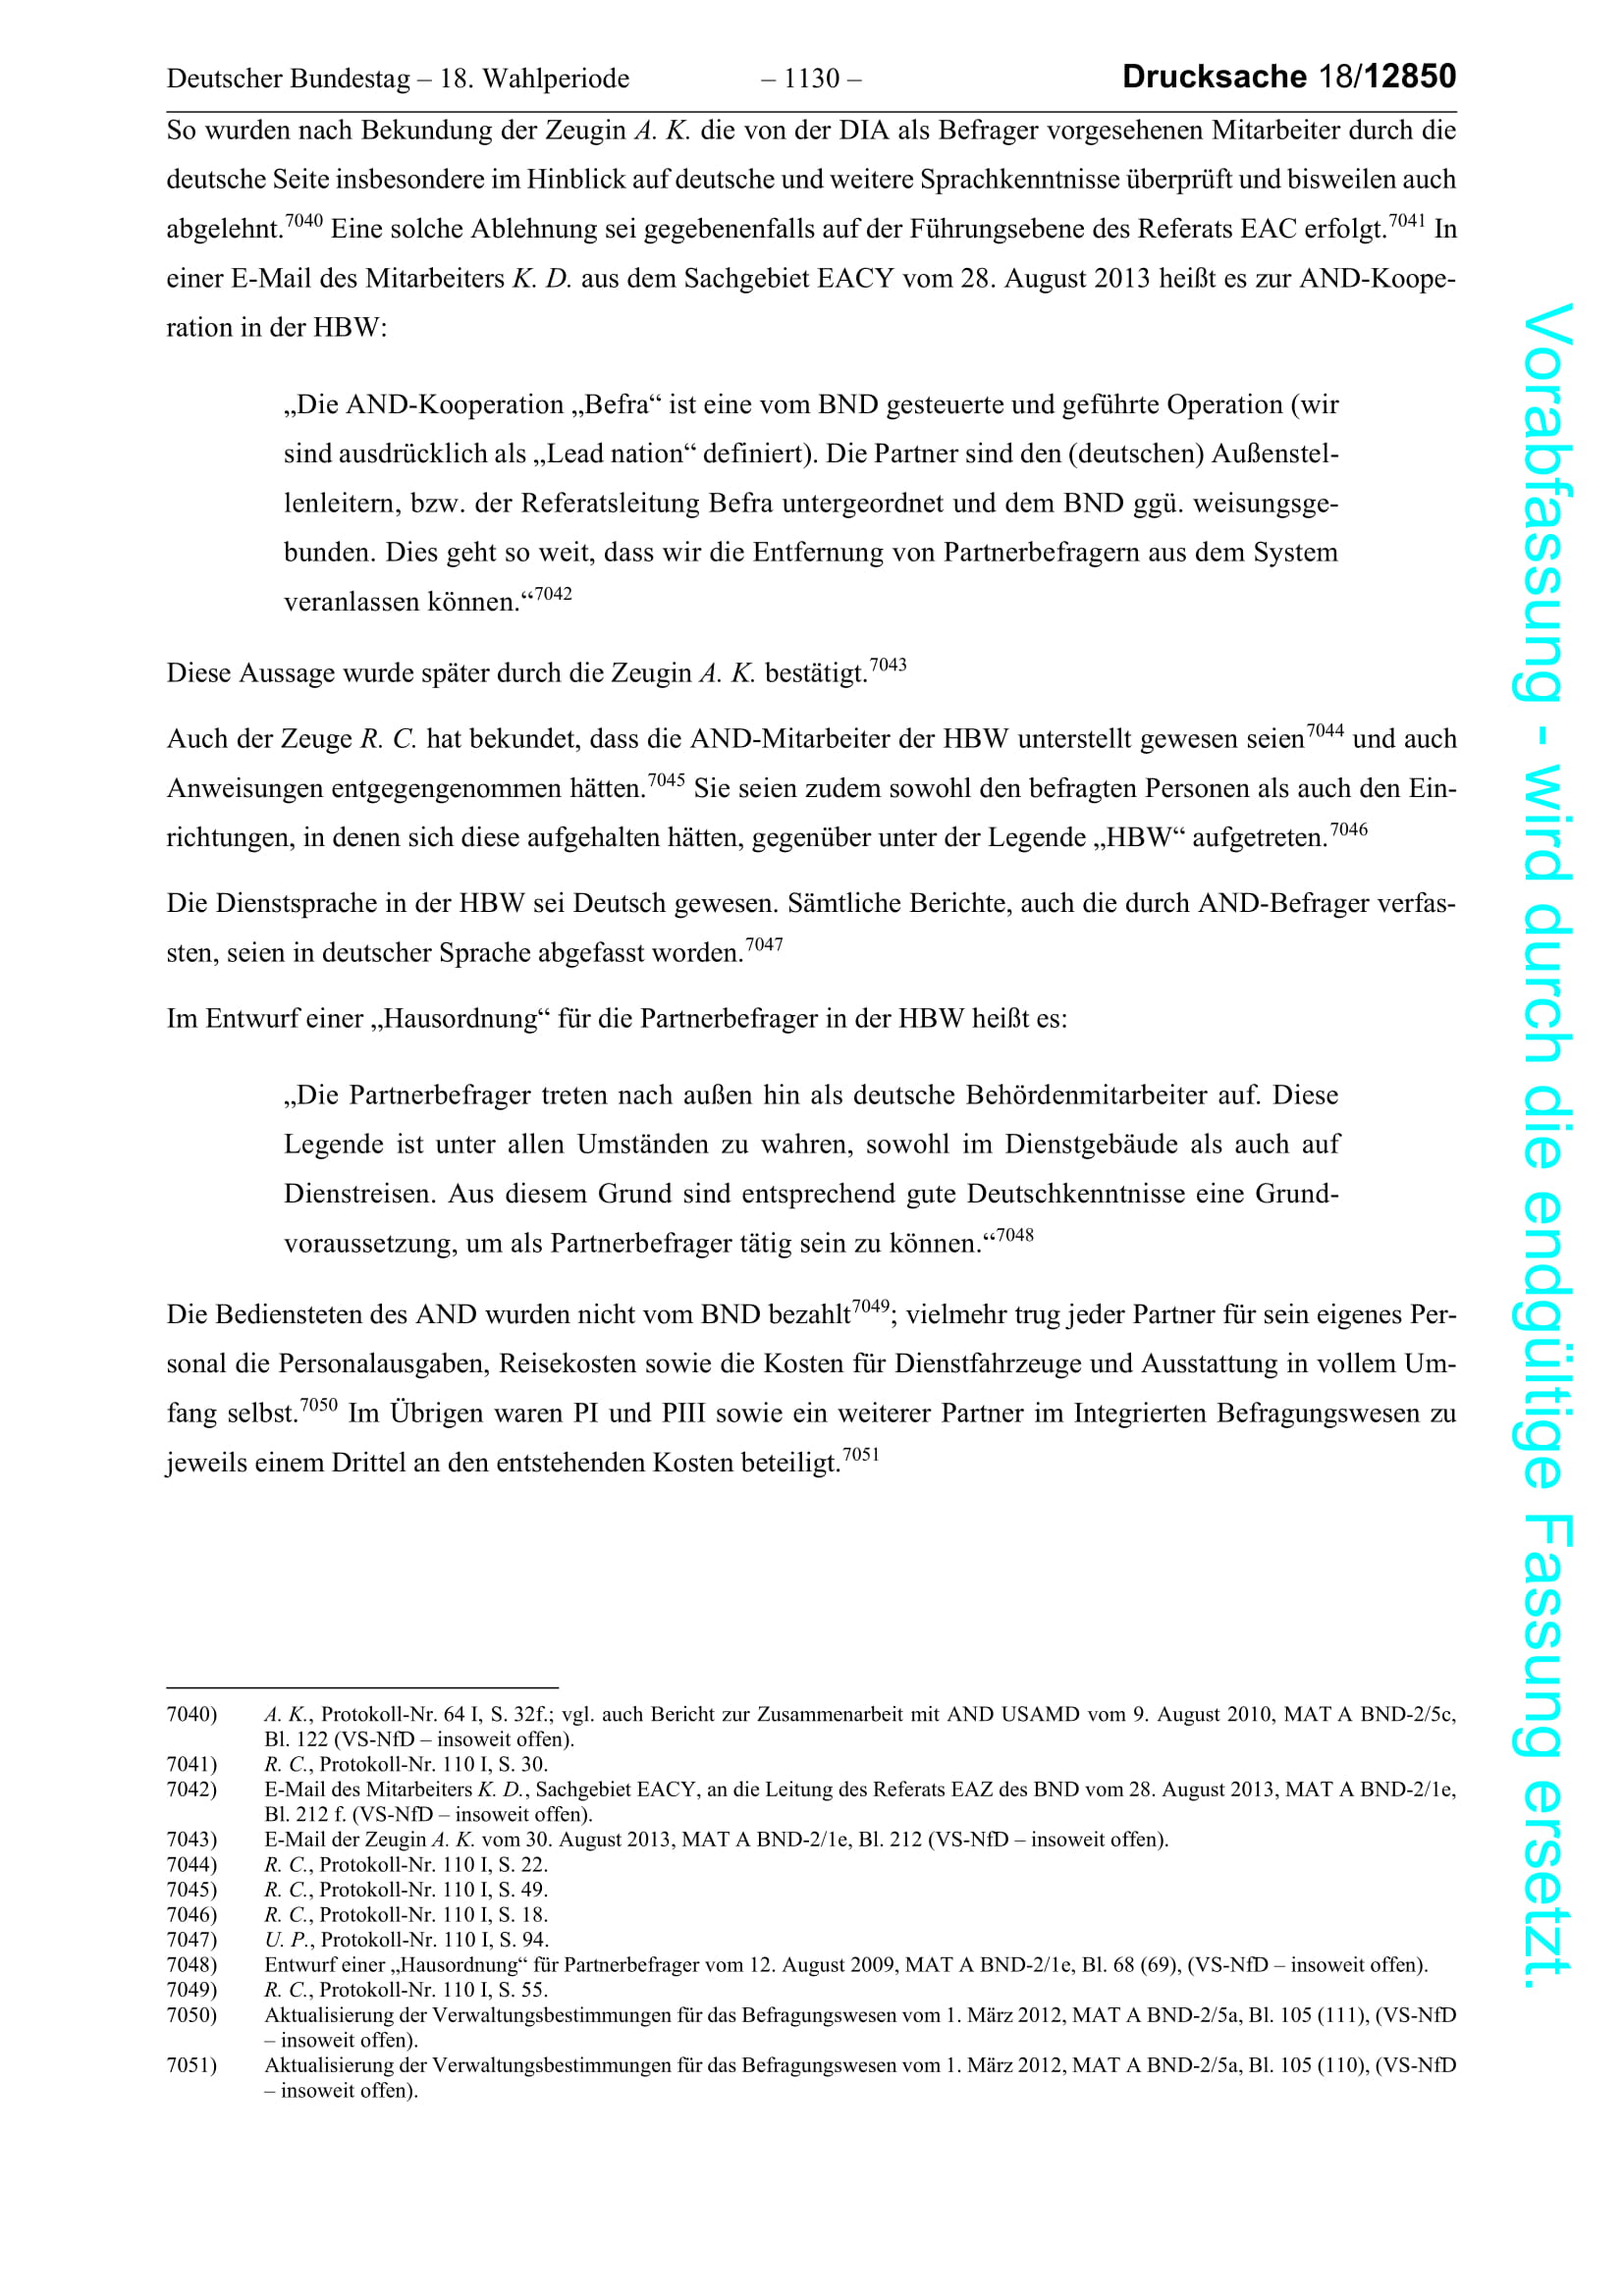 Deutscher Bundestag – 18. Wahlperiode – 1130 – Drucksache 18/12850
So wurden nach Bekundung der Zeugin A. K. die von der DIA als Befrager vorgesehenen Mitarbeiter durch die
deutsche Seite insbesondere im Hinblick auf deutsche und weitere Sprachkenntnisse überprüft und bisweilen auch
abgelehnt.7040 Eine solche Ablehnung sei gegebenenfalls auf der Führungsebene des Referats EAC erfolgt.7041 In
einer E-Mail des Mitarbeiters K. D. aus dem Sachgebiet EACY vom 28. August 2013 heißt es zur AND-Koope-
ration in der HBW:
„Die AND-Kooperation „Befra“ ist eine vom BND gesteuerte und geführte Operation (wir
sind ausdrücklich als „Lead nation“ definiert). Die Partner sind den (deutschen) Außenstel-
lenleitern, bzw. der Referatsleitung Befra untergeordnet und dem BND ggü. weisungsge-
bunden. Dies geht so weit, dass wir die Entfernung von Partnerbefragern aus dem System
veranlassen können.“7042
Diese Aussage wurde später durch die Zeugin A. K. bestätigt.7043
Auch der Zeuge R. C. hat bekundet, dass die AND-Mitarbeiter der HBW unterstellt gewesen seien7044 und auch
Anweisungen entgegengenommen hätten.7045 Sie seien zudem sowohl den befragten Personen als auch den Ein-
richtungen, in denen sich diese aufgehalten hätten, gegenüber unter der Legende „HBW“ aufgetreten.7046
Die Dienstsprache in der HBW sei Deutsch gewesen. Sämtliche Berichte, auch die durch AND-Befrager verfas-
sten, seien in deutscher Sprache abgefasst worden.7047
Im Entwurf einer „Hausordnung“ für die Partnerbefrager in der HBW heißt es:
„Die Partnerbefrager treten nach außen hin als deutsche Behördenmitarbeiter auf. Diese
Legende ist unter allen Umständen zu wahren, sowohl im Dienstgebäude als auch auf
Dienstreisen. Aus diesem Grund sind entsprechend gute Deutschkenntnisse eine Grund-
voraussetzung, um als Partnerbefrager tätig sein zu können.“7048
Die Bediensteten des AND wurden nicht vom BND bezahlt7049; vielmehr trug jeder Partner für sein eigenes Per-
sonal die Personalausgaben, Reisekosten sowie die Kosten für Dienstfahrzeuge und Ausstattung in vollem Um-
fang selbst.7050 Im Übrigen waren PI und PIII sowie ein weiterer Partner im Integrierten Befragungswesen zu
jeweils einem Drittel an den entstehenden Kosten beteiligt.7051
7040) A. K., Protokoll-Nr. 64 I, S. 32f.; vgl. auch Bericht zur Zusammenarbeit mit AND USAMD vom 9. August 2010, MAT A BND-2/5c,
Bl. 122 (VS-NfD – insoweit offen).
7041) R. C., Protokoll-Nr. 110 I, S. 30.
7042) E-Mail des Mitarbeiters K. D., Sachgebiet EACY, an die Leitung des Referats EAZ des BND vom 28. August 2013, MAT A BND-2/1e,
Bl. 212 f. (VS-NfD – insoweit offen).
7043) E-Mail der Zeugin A. K. vom 30. August 2013, MAT A BND-2/1e, Bl. 212 (VS-NfD – insoweit offen).
7044) R. C., Protokoll-Nr. 110 I, S. 22.
7045) R. C., Protokoll-Nr. 110 I, S. 49.
7046) R. C., Protokoll-Nr. 110 I, S. 18.
7047) U. P., Protokoll-Nr. 110 I, S. 94.
7048) Entwurf einer „Hausordnung“ für Partnerbefrager vom 12. August 2009, MAT A BND-2/1e, Bl. 68 (69), (VS-NfD – insoweit offen).
7049) R. C., Protokoll-Nr. 110 I, S. 55.
7050) Aktualisierung der Verwaltungsbestimmungen für das Befragungswesen vom 1. März 2012, MAT A BND-2/5a, Bl. 105 (111), (VS-NfD
– insoweit offen).
7051) Aktualisierung der Verwaltungsbestimmungen für das Befragungswesen vom 1. März 2012, MAT A BND-2/5a, Bl. 105 (110), (VS-NfD
– insoweit offen).
Vorabfassung - wird durch die endgültige Fassung ersetzt.